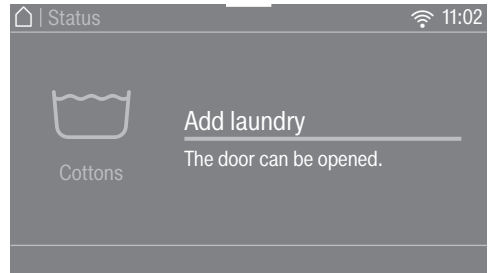 | Status
11:02
Add laundry
The door can be opened.
Cottons